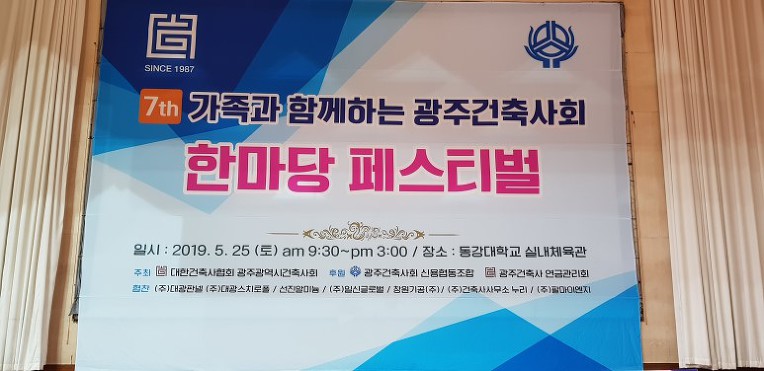 SINCE 1987
7th 가족과 함께하는 광주건축사회
한마당 페스티벌
일시 : 2019. 5. 25 (토) am 9:30~pm 3:00 / 장소 : 동강대학교 실내체육관
주최 대한건축사협회 광주광역시건축사회 후원 광주건축사회 신용협동조합 광주건축사 연금관리회
협찬 (주)대광판넬 (주)대광스치로폴 / 선진알미늄 / (주)일신글로벌 / 창원기공(주) / (주)건축사사무소 누리 / (주)팔마이엔지